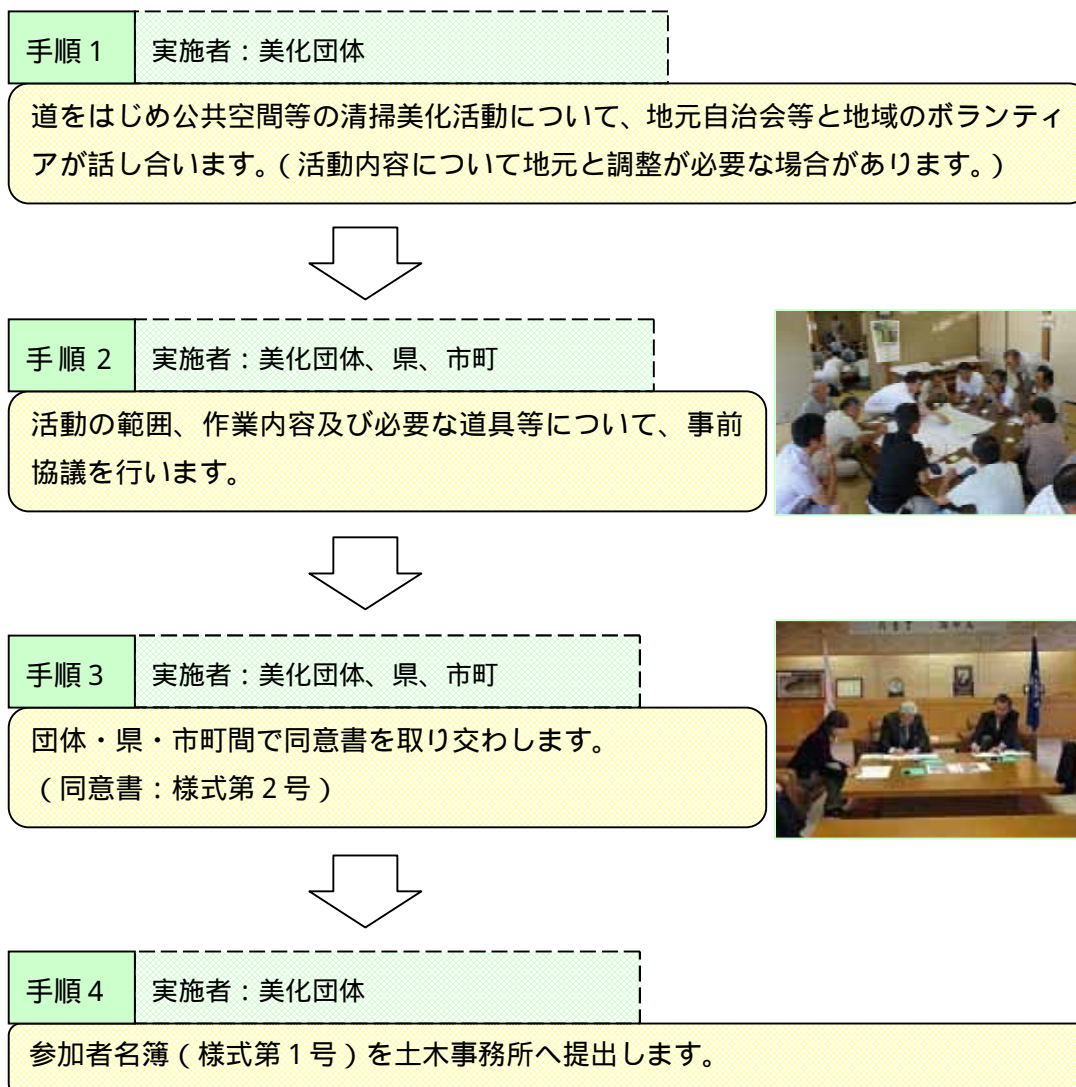 手順1
実施者：美化団体
道をはじめ公共空間等の清掃美化活動について、地元自治会等と地域のボランティ
アが話し合います。（活動内容について地元と調整が必要な場合があります。）
手順2
実施者：美化団体、県、市町
活動の範囲、作業内容及び必要な道具等について、事前
協議を行います。
手順3
実施者：美化団体、県、市町
団体・県・市町間で同意書を取り交わします。
（同意書：様式第２号）
手順4
実施者：美化団体
参加者名簿（様式第１号）を土木事務所へ提出します。